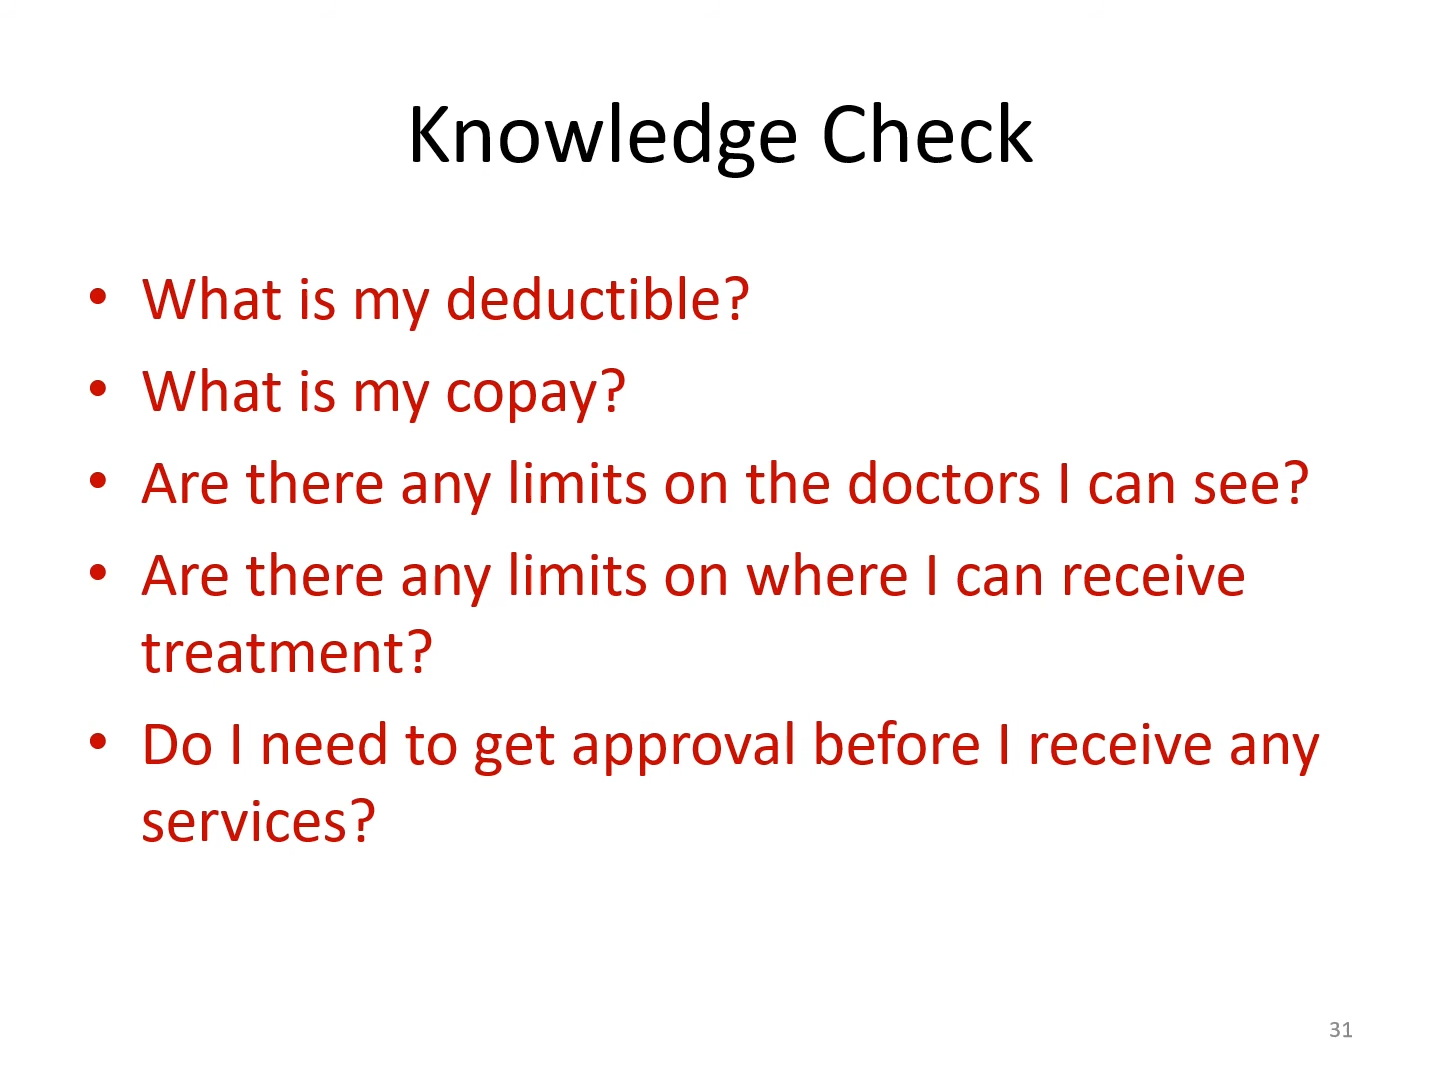 Knowledge Check
• What is my deductible?
• What is my copay?
• Are there any limits on the doctors I can see?
• Are there any limits on where I can receive
treatment?
• Do I need to get approval before I receive any
services?
31